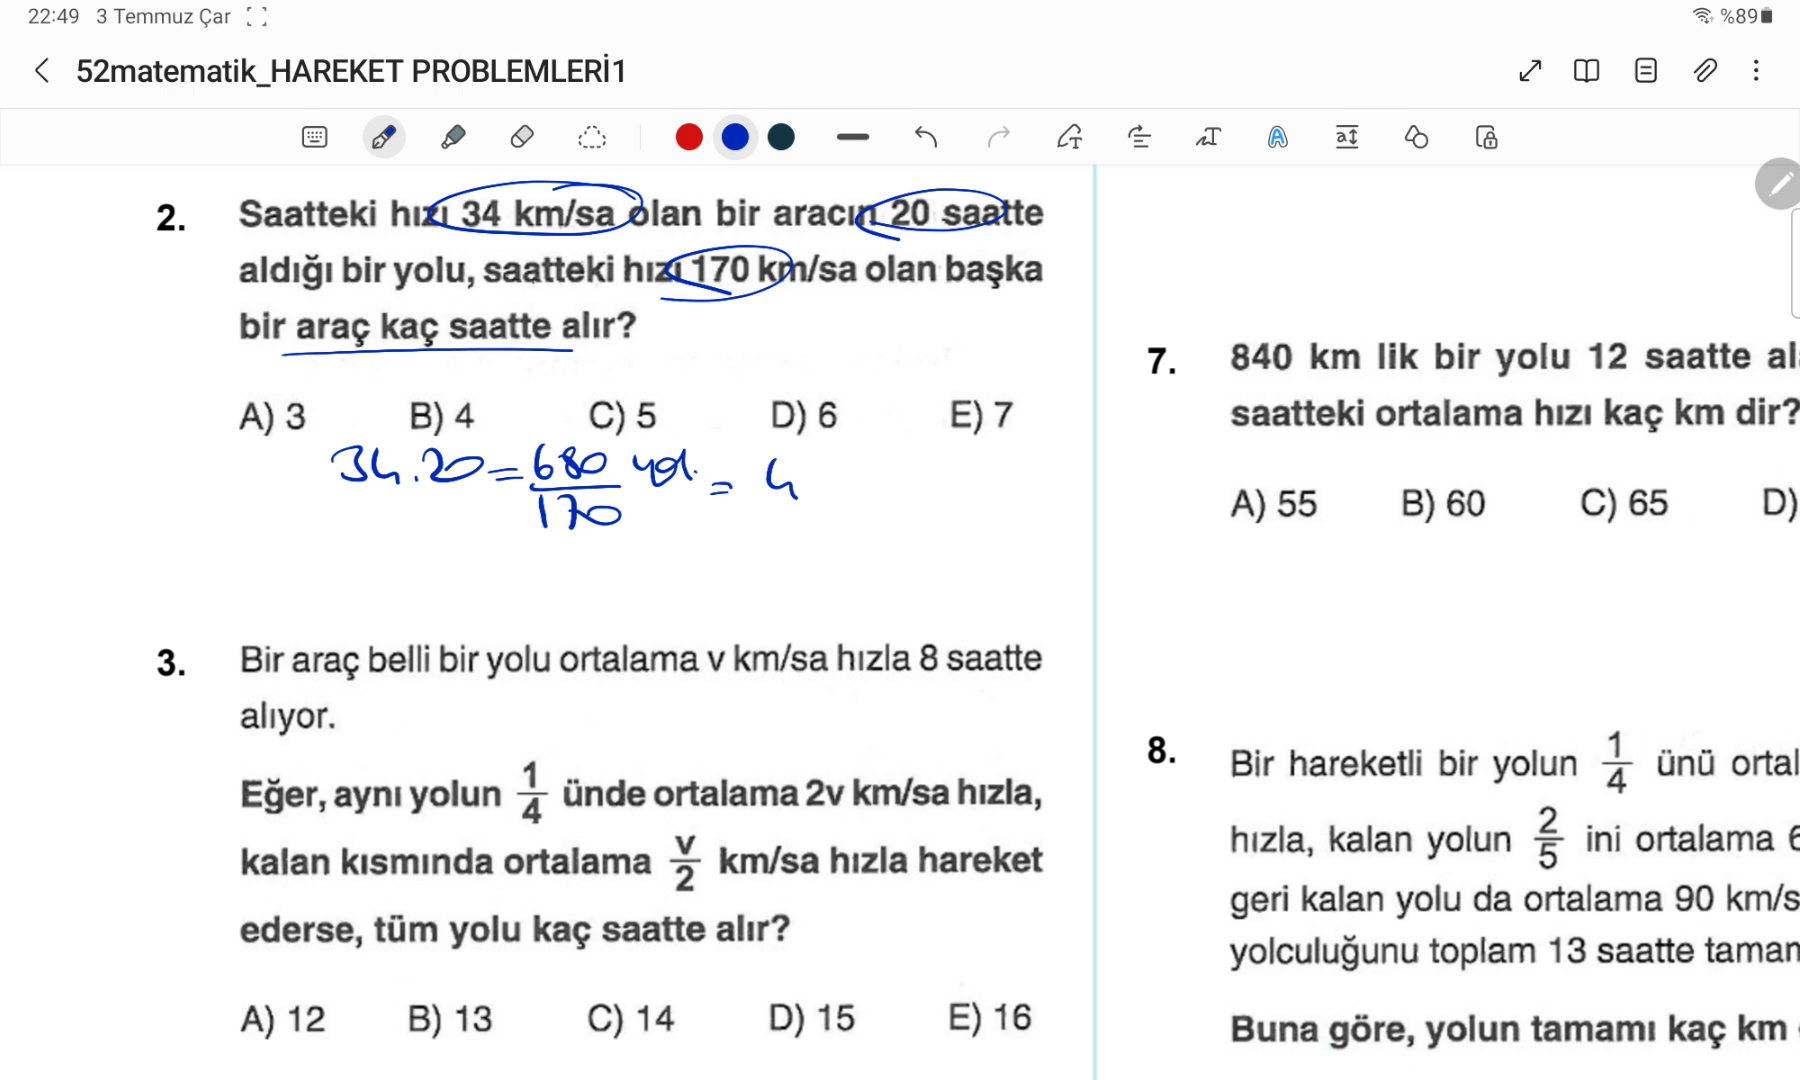 22:49 3 Temmuz Çar %89
52matematik_HAREKET PROBLEMLERİ1
2. Saatteki hızı 34 km/sa olan bir aracın 20 saatte
aldığı bir yolu, saatteki hızı 170 km/sa olan başka
bir araç kaç saatte alır?
A) 3 B) 4 C) 5 D) 6 E) 7
34.20=680/170 yol. = 4
3. Bir araç belli bir yolu ortalama v km/sa hızla 8 saatte
alıyor.
Eğer, aynı yolun 1/4 ünde ortalama 2v km/sa hızla,
kalan kısmında ortalama v/2 km/sa hızla hareket
ederse, tüm yolu kaç saatte alır?
A) 12 B) 13 C) 14 D) 15 E) 16
7. 840 km lik bir yolu 12 saatte al
saatteki ortalama hızı kaç km dir?
A) 55 B) 60 C) 65 D)
8. Bir hareketli bir yolun 1/4 ünü ortal
hızla, kalan yolun 2/5 ini ortalama 6
geri kalan yolu da ortalama 90 km/s
yolculuğunu toplam 13 saatte taman
Buna göre, yolun tamamı kaç km